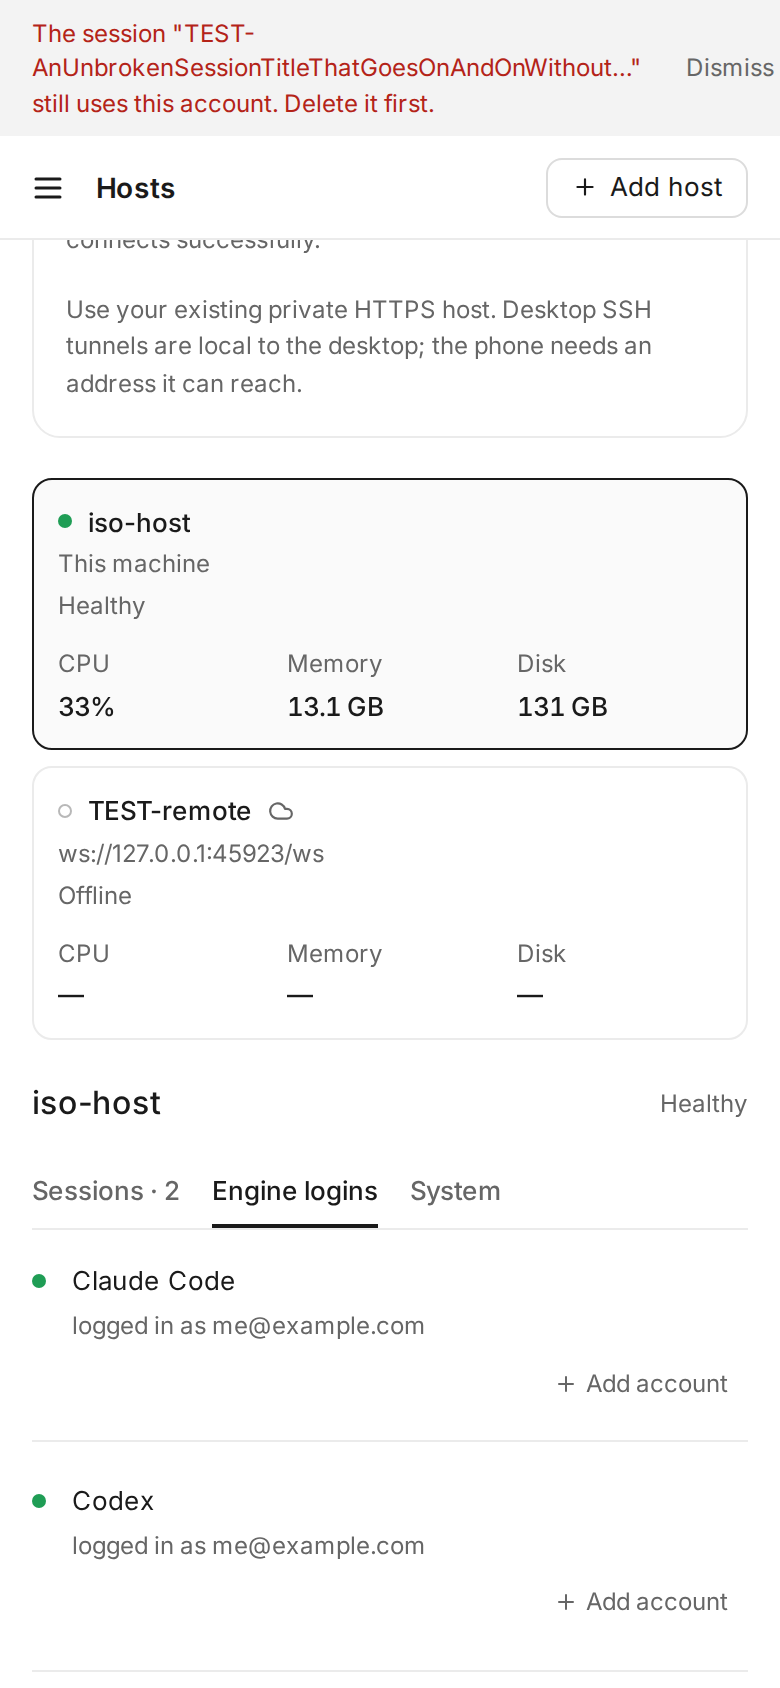 The session "TEST-
AnUnbrokenSessionTitleThatGoesOnAndOnWithout..."
still uses this account. Delete it first.
Dismiss
Hosts
+ Add host
connects successfully.
Use your existing private HTTPS host. Desktop SSH
tunnels are local to the desktop; the phone needs an
address it can reach.
iso-host
This machine
Healthy
CPU Memory Disk
33% 13.1 GB 131 GB
TEST-remote
ws://127.0.0.1:45923/ws
Offline
CPU Memory Disk
— — —
iso-host Healthy
Sessions · 2 Engine logins System
Claude Code
logged in as me@example.com
+ Add account
Codex
logged in as me@example.com
+ Add account